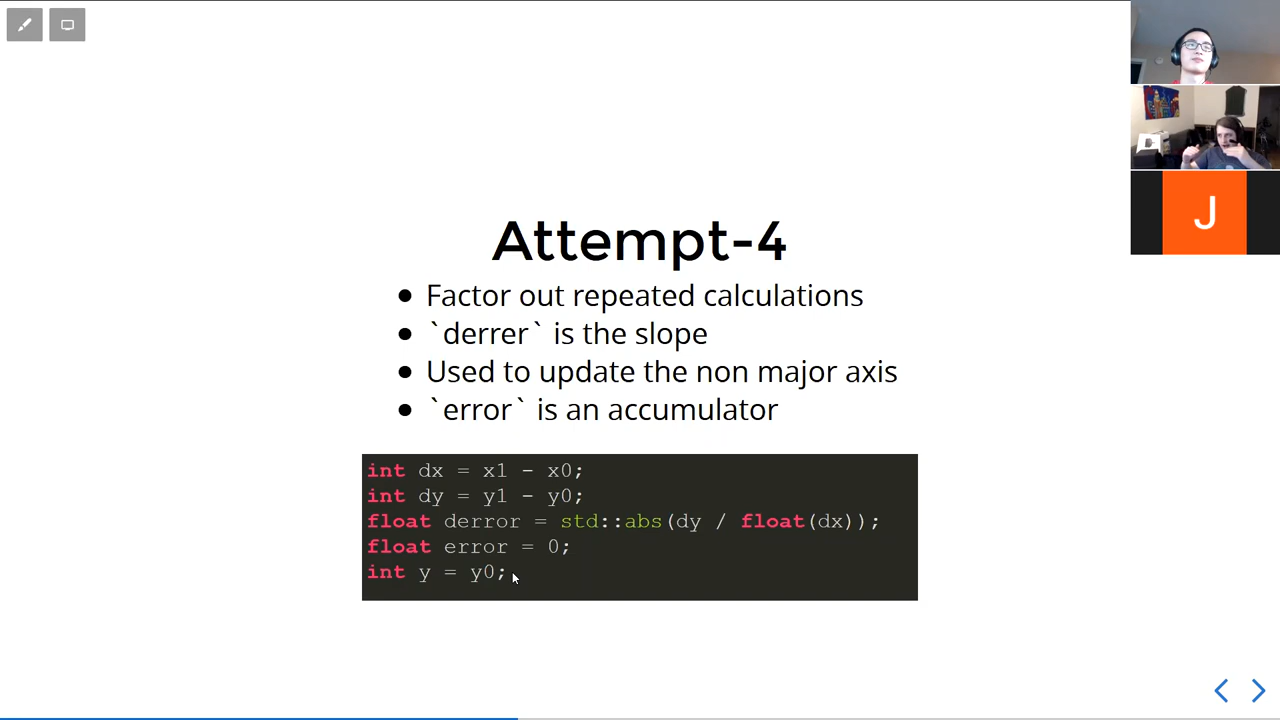 Attempt-4
Factor out repeated calculations
`derrer` is the slope
Used to update the non major axis
`error` is an accumulator
int dx = x1 - x0;
int dy = y1 - y0;
float derror = std::abs(dy / float(dx));
float error = 0;
int y = y0;
J